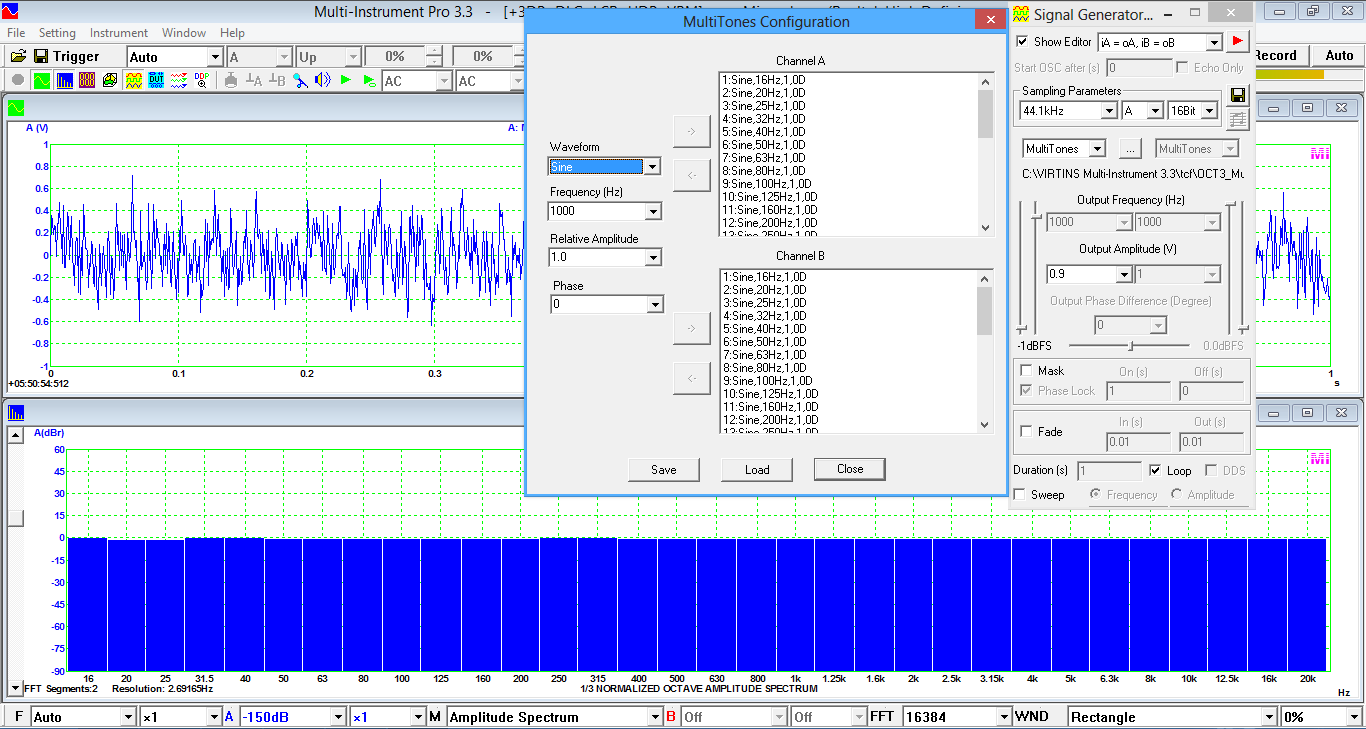 Multi-Instrument Pro 3.3 - [+3DP
MultiTones Configuration
Signal Generator...
File Setting Instrument Window Help
Trigger Auto A Up 0% 0%
AC AC
Record Auto
Show Editor iA = oA, iB = oB
Start OSC after (s) 0 Echo Only
Sampling Parameters
44.1kHz A 16Bit
MultiTones ... MultiTones
C:\WIRTINS Multi-Instrument 3.3\tcf\OCT3_Mu
Output Frequency (Hz)
1000 1000
Output Amplitude (V)
0.9 1
Output Phase Difference (Degree)
0
-1dBFS 0.0dBFS
Mask On (s) Off (s)
Phase Lock 1 0
Fade In (s) Out (s)
0.01 0.01
Duration (s) 1 Loop DDS
Sweep Frequency Amplitude
Waveform
Sine
Frequency (Hz)
1000
Relative Amplitude
1.0
Phase
0
-> <-
-> <-
Channel A
1:Sine,16Hz,1,0D
2:Sine,20Hz,1,0D
3:Sine,25Hz,1,0D
4:Sine,32Hz,1,0D
5:Sine,40Hz,1,0D
6:Sine,50Hz,1,0D
7:Sine,63Hz,1,0D
8:Sine,80Hz,1,0D
9:Sine,100Hz,1,0D
10:Sine,125Hz,1,0D
11:Sine,160Hz,1,0D
12:Sine,200Hz,1,0D
13:Sine,250Hz,1,0D
Channel B
1:Sine,16Hz,1,0D
2:Sine,20Hz,1,0D
3:Sine,25Hz,1,0D
4:Sine,32Hz,1,0D
5:Sine,40Hz,1,0D
6:Sine,50Hz,1,0D
7:Sine,63Hz,1,0D
8:Sine,80Hz,1,0D
9:Sine,100Hz,1,0D
10:Sine,125Hz,1,0D
11:Sine,160Hz,1,0D
12:Sine,200Hz,1,0D
13:Sine,250Hz,1,0D
Save Load Close
A (V) A:
MI
1
0.8
0.6
0.4
0.2
0
-0.2
-0.4
-0.6
-0.8
-1
0 0.1 0.2 0.3 1
+05:50:54:512 s
A(dBr)
MI
60
45
30
15
0
-15
-30
-45
-60
-75
-90
16 20 25 31.5 40 50 63 80 100 125 160 200 250 315 400 500 630 800 1k 1.25k 1.6k 2k 2.5k 3.15k 4k 5k 6.3k 8k 10k 12.5k 16k 20k
FFT Segments:2 Resolution: 2.69165Hz 1/3 NORMALIZED OCTAVE AMPLITUDE SPECTRUM Hz
F Auto ×1 A -150dB ×1 M Amplitude Spectrum B Off Off FFT 16384 WND Rectangle 0%